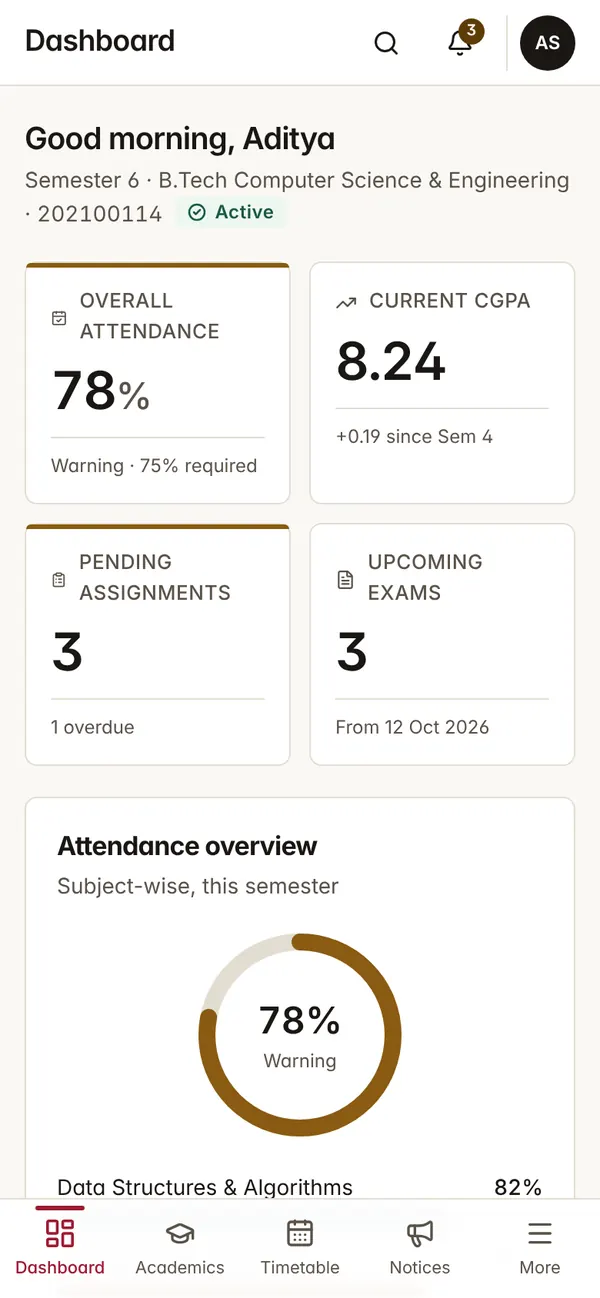 Dashboard
3
AS
Good morning, Aditya
Semester 6 · B.Tech Computer Science & Engineering
· 202100114 Active
OVERALL
ATTENDANCE
78%
Warning · 75% required
CURRENT CGPA
8.24
+0.19 since Sem 4
PENDING
ASSIGNMENTS
3
1 overdue
UPCOMING
EXAMS
3
From 12 Oct 2026
Attendance overview
Subject-wise, this semester
78%
Warning
Data Structures & Algorithms 82%
Dashboard Academics Timetable Notices More